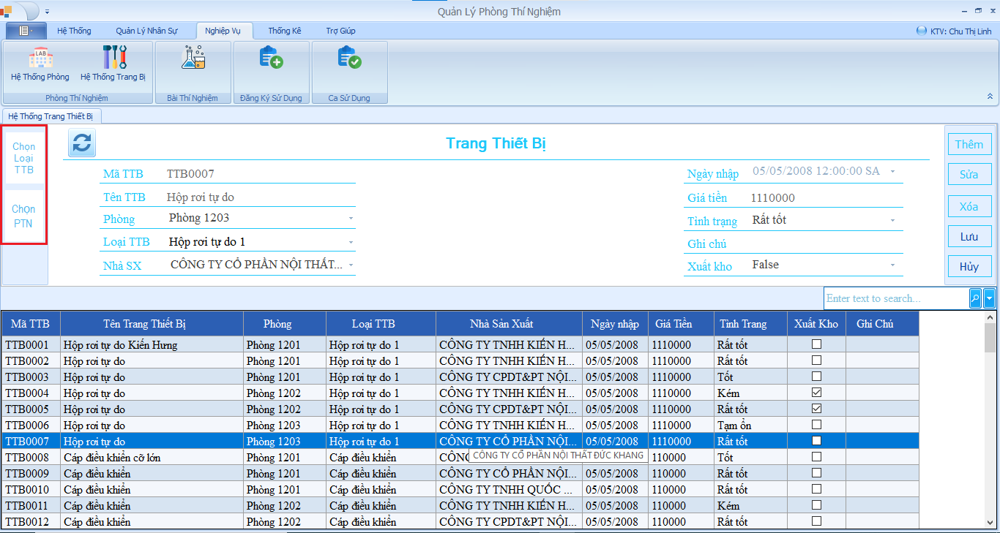 Quản Lý Phòng Thí Nghiệm
Hệ Thống Quản Lý Nhân Sự Nghiệp Vụ Thống Kê Trợ Giúp KTV: Chu Thị Linh
LAB
Hệ Thống Phòng Hệ Thống Trang Bị
Phòng Thí Nghiệm Bài Thí Nghiệm Đăng Ký Sử Dụng Ca Sử Dụng
Hệ Thống Trang Thiết Bị
Chọn
Loại
TTB
Chọn
PTN
Trang Thiết Bị
Mã TTB TTB0007
Tên TTB Hộp rơi tự do
Phòng Phòng 1203
Loại TTB Hộp rơi tự do 1
Nhà SX CÔNG TY CỔ PHẦN NỘI THẤT...
Ngày nhập 05/05/2008 12:00:00 SA
Giá tiền 1110000
Tình trạng Rất tốt
Ghi chú
Xuất kho False
Thêm
Sửa
Xóa
Lưu
Hủy
Enter text to search...
Mã TTB Tên Trang Thiết Bị Phòng Loại TTB Nhà Sản Xuất Ngày nhập Giá Tiền Tình Trang Xuất Kho Ghi Chú
TTB0001 Hộp rơi tự do Kiến Hưng Phòng 1201 Hộp rơi tự do 1 CÔNG TY TNHH KIẾN H... 05/05/2008 1110000 Rất tốt
TTB0002 Hộp rơi tự do Phòng 1201 Hộp rơi tự do 1 CÔNG TY TNHH KIẾN H... 05/05/2008 1110000 Rất tốt
TTB0003 Hộp rơi tự do Phòng 1201 Hộp rơi tự do 1 CÔNG TY CPDT&PT NỘI... 05/05/2008 1110000 Tốt
TTB0004 Hộp rơi tự do Phòng 1202 Hộp rơi tự do 1 CÔNG TY TNHH KIẾN H... 05/05/2008 1110000 Kém
TTB0005 Hộp rơi tự do Phòng 1202 Hộp rơi tự do 1 CÔNG TY CPDT&PT NỘI... 05/05/2008 1110000 Rất tốt
TTB0006 Hộp rơi tự do Phòng 1203 Hộp rơi tự do 1 CÔNG TY TNHH KIẾN H... 05/05/2008 1110000 Tạm ổn
TTB0007 Hộp rơi tự do Phòng 1203 Hộp rơi tự do 1 CÔNG TY CỔ PHẦN NỘI... 05/05/2008 1110000 Rất tốt
TTB0008 Cáp điều khiển cỡ lớn Phòng 1201 Cáp điều khiển CÔNG TY CỔ PHẦN NỘI THẤT ĐỨC KHANG 110000 Tốt
TTB0009 Cáp điều khiển Phòng 1201 Cáp điều khiển CÔNG TY CỔ PHẦN NỘI... 05/05/2008 110000 Rất tốt
TTB0010 Cáp điều khiển Phòng 1201 Cáp điều khiển CÔNG TY TNHH QUỐC ... 05/05/2008 110000 Rất tốt
TTB0011 Cáp điều khiển Phòng 1202 Cáp điều khiển CÔNG TY TNHH KIẾN H... 05/05/2008 110000 Kém
TTB0012 Cáp điều khiển Phòng 1202 Cáp điều khiển CÔNG TY CPDT&PT NỘI... 05/05/2008 110000 Rất tốt